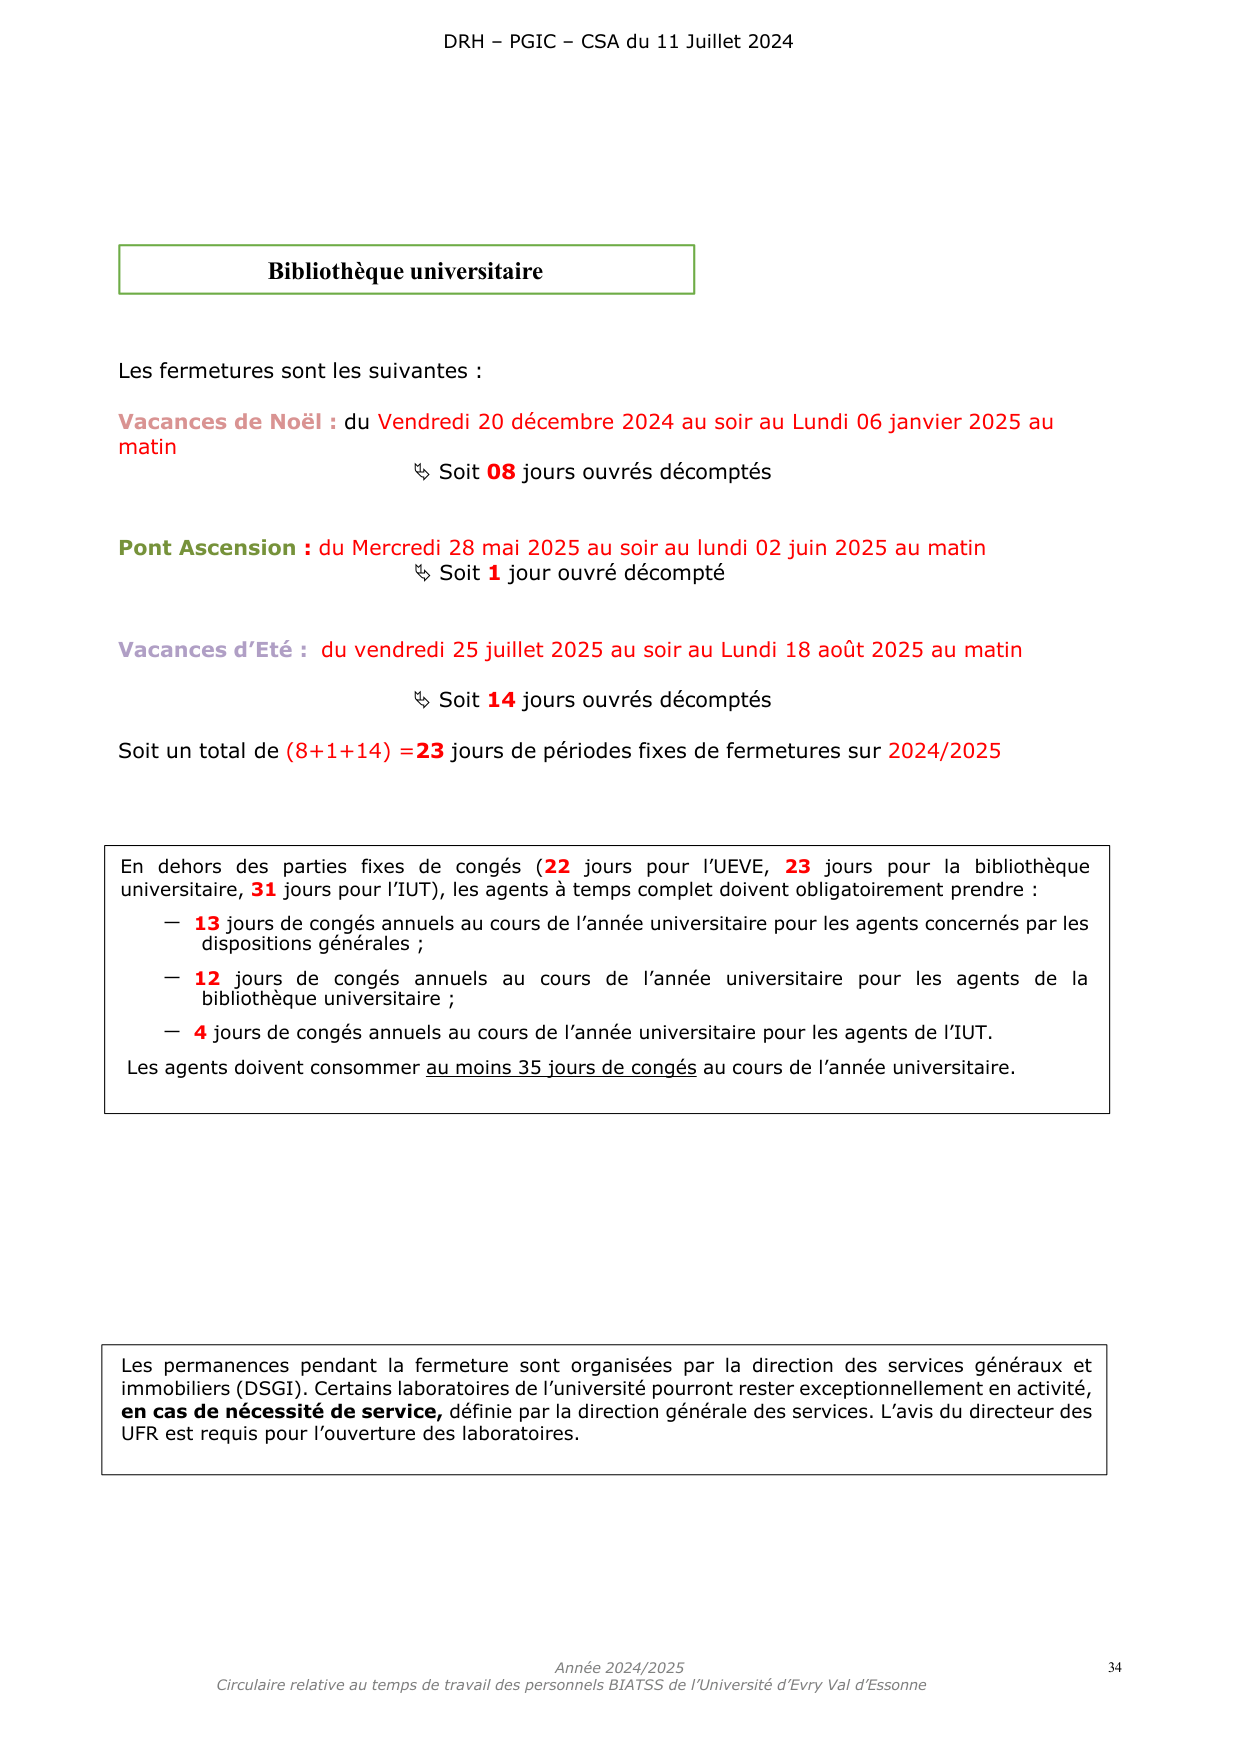 DRH – PGIC – CSA du 11 Juillet 2024
Bibliothèque universitaire
Les fermetures sont les suivantes :
Vacances de Noël : du Vendredi 20 décembre 2024 au soir au Lundi 06 janvier 2025 au
matin
Soit 08 jours ouvrés décomptés
Pont Ascension : du Mercredi 28 mai 2025 au soir au lundi 02 juin 2025 au matin
Soit 1 jour ouvré décompté
Vacances d’Eté : du vendredi 25 juillet 2025 au soir au Lundi 18 août 2025 au matin
Soit 14 jours ouvrés décomptés
Soit un total de (8+1+14) =23 jours de périodes fixes de fermetures sur 2024/2025
En dehors des parties fixes de congés (22 jours pour l’UEVE, 23 jours pour la bibliothèque
universitaire, 31 jours pour l’IUT), les agents à temps complet doivent obligatoirement prendre :
— 13 jours de congés annuels au cours de l’année universitaire pour les agents concernés par les
dispositions générales ;
— 12 jours de congés annuels au cours de l’année universitaire pour les agents de la
bibliothèque universitaire ;
— 4 jours de congés annuels au cours de l’année universitaire pour les agents de l’IUT.
Les agents doivent consommer au moins 35 jours de congés au cours de l’année universitaire.
Les permanences pendant la fermeture sont organisées par la direction des services généraux et
immobiliers (DSGI). Certains laboratoires de l’université pourront rester exceptionnellement en activité,
en cas de nécessité de service, définie par la direction générale des services. L’avis du directeur des
UFR est requis pour l’ouverture des laboratoires.
Année 2024/2025
34
Circulaire relative au temps de travail des personnels BIATSS de l’Université d’Evry Val d’Essonne